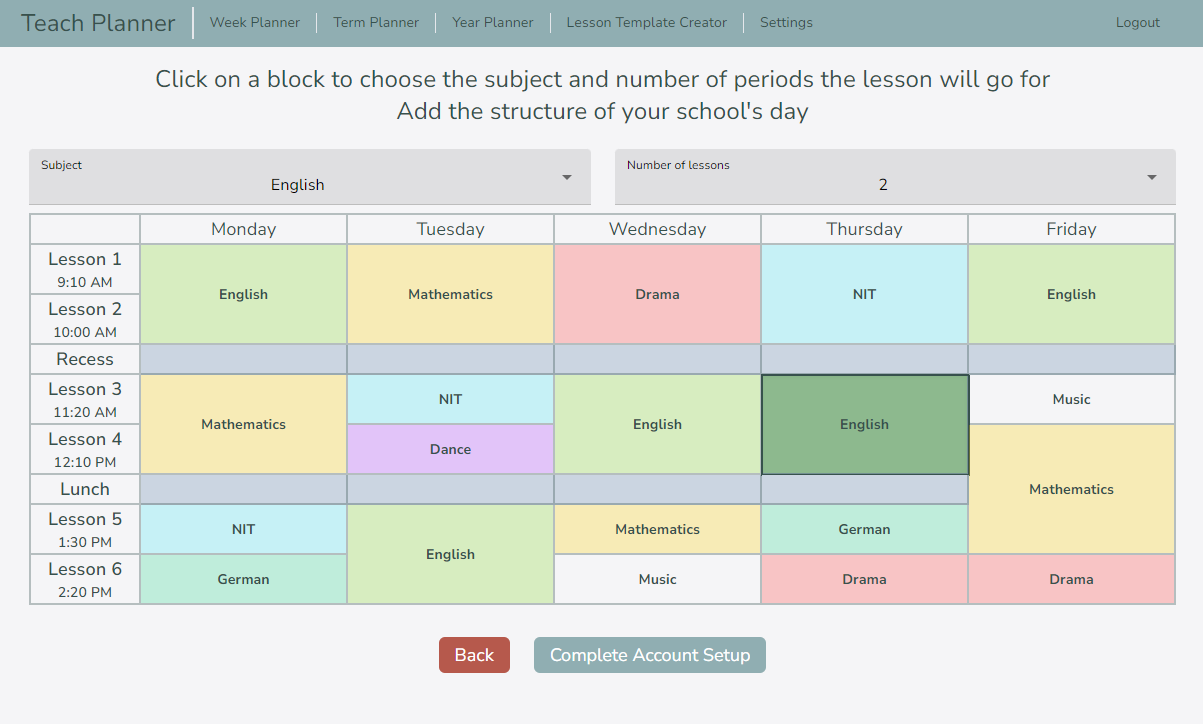 Teach Planner Week Planner Term Planner Year Planner Lesson Template Creator Settings Logout
Click on a block to choose the subject and number of periods the lesson will go for
Add the structure of your school's day
Subject
English
Number of lessons
2
Monday Tuesday Wednesday Thursday Friday
Lesson 1
9:10 AM
English Mathematics Drama NIT English
Lesson 2
10:00 AM
Recess
Lesson 3
11:20 AM
NIT Music
Mathematics English English
Lesson 4
12:10 PM
Dance
Lunch
Mathematics
Lesson 5
1:30 PM
NIT Mathematics German
English
Lesson 6
2:20 PM
German Music Drama Drama
Back Complete Account Setup